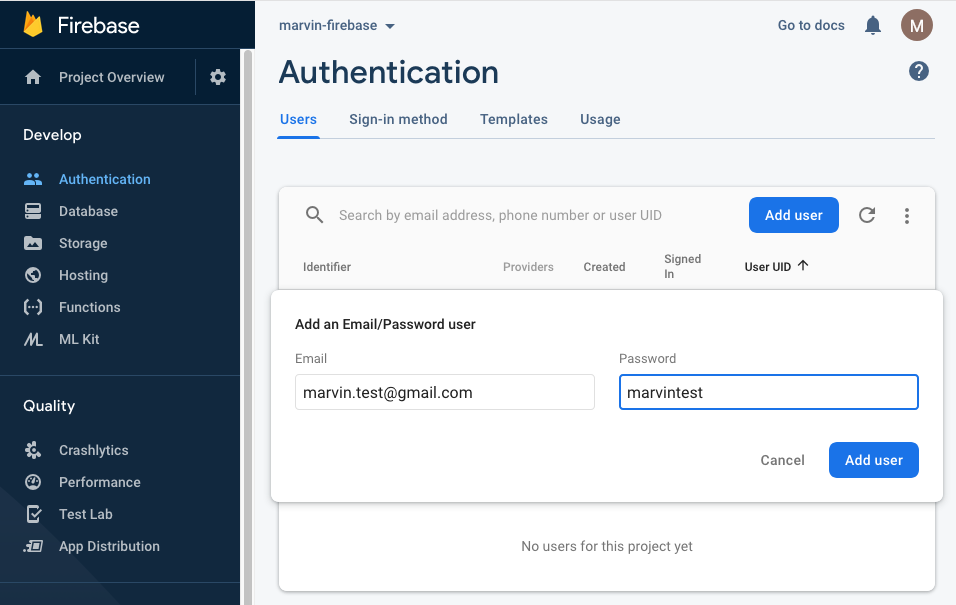 Firebase
marvin-firebase
Go to docs
M
Project Overview
Authentication
?
Develop
Users
Sign-in method
Templates
Usage
Authentication
Database
Storage
Hosting
Functions
ML Kit
Search by email address, phone number or user UID
Add user
Identifier
Providers
Created
Signed
In
User UID
Add an Email/Password user
Email
Password
marvin.test@gmail.com
marvintest
Cancel
Add user
Quality
Crashlytics
Performance
Test Lab
App Distribution
No users for this project yet